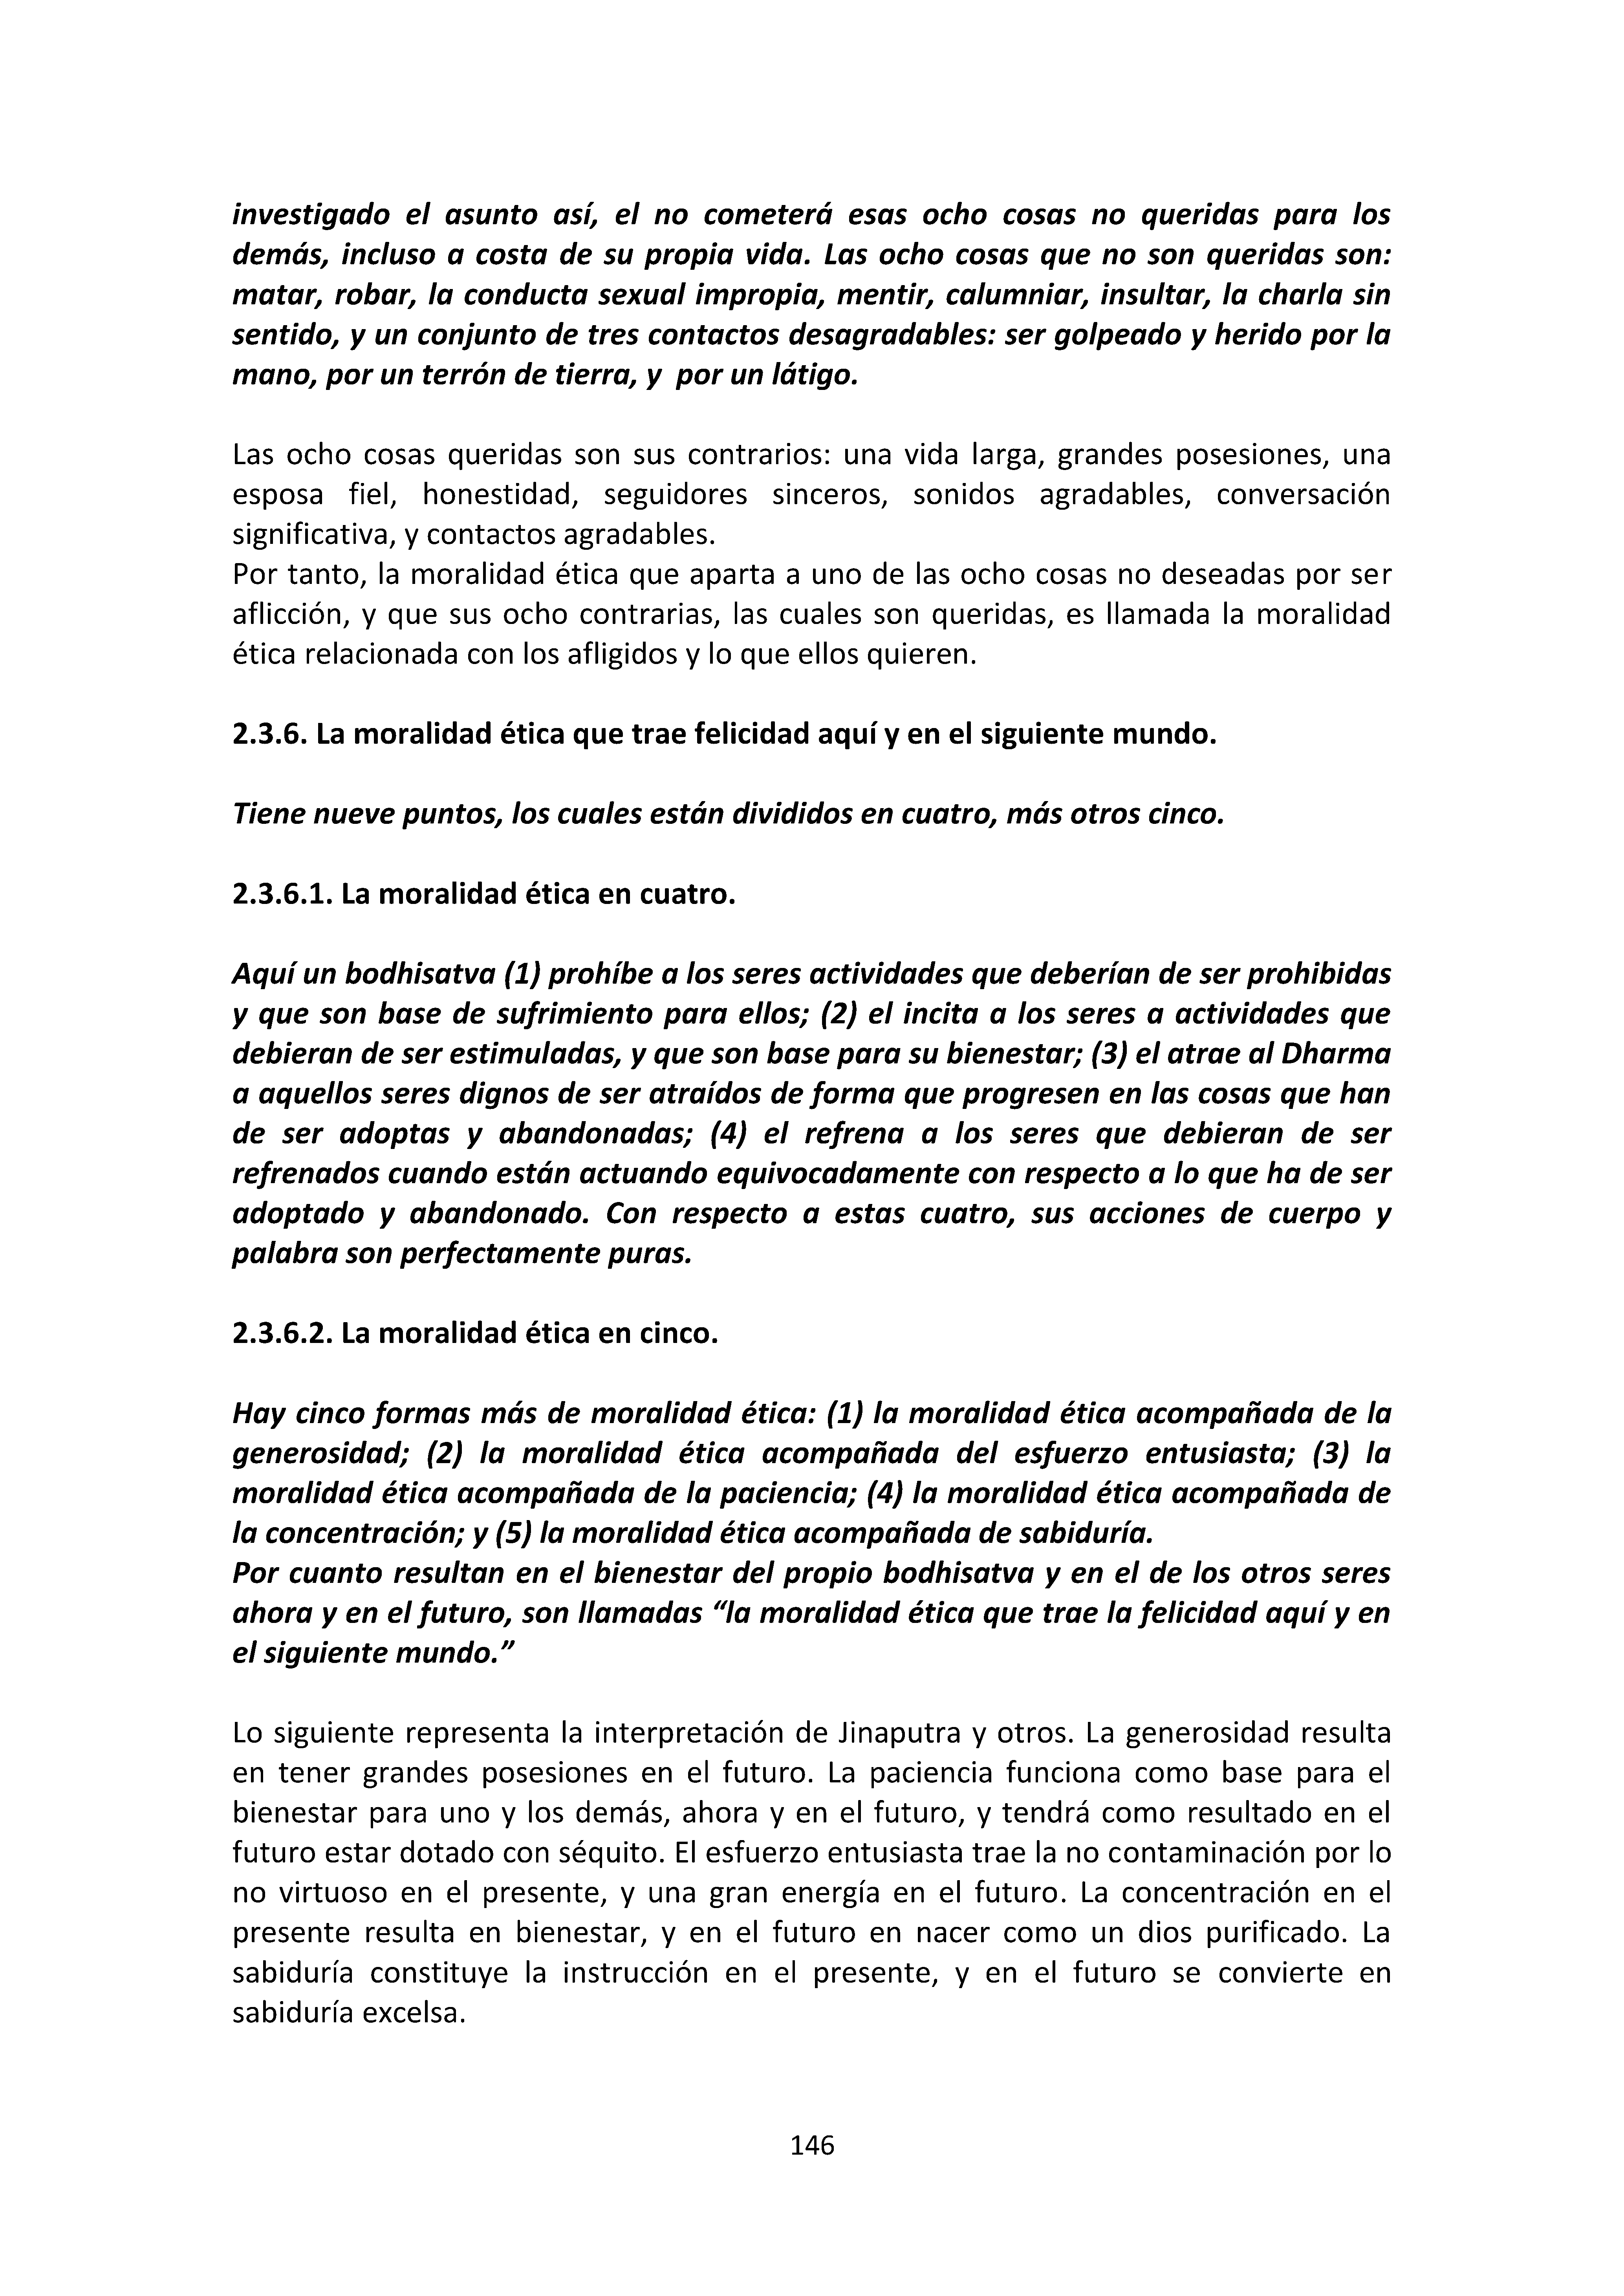 investigado el asunto así, el no cometerá esas ocho cosas no queridas para los
demás, incluso a costa de su propia vida. Las ocho cosas que no son queridas son:
matar, robar, la conducta sexual impropia, mentir, calumniar, insultar, la charla sin
sentido, y un conjunto de tres contactos desagradables: ser golpeado y herido por la
mano, por un terrón de tierra, y  por un látigo.
Las ocho cosas queridas son sus contrarios: una vida larga, grandes posesiones, una
esposa fiel, honestidad, seguidores sinceros, sonidos agradables, conversación
significativa, y contactos agradables.
Por tanto, la moralidad ética que aparta a uno de las ocho cosas no deseadas por ser
aflicción, y que sus ocho contrarias, las cuales son queridas, es llamada la moralidad
ética relacionada con los afligidos y lo que ellos quieren.
2.3.6. La moralidad ética que trae felicidad aquí y en el siguiente mundo.
Tiene nueve puntos, los cuales están divididos en cuatro, más otros cinco.
2.3.6.1. La moralidad ética en cuatro.
Aquí un bodhisatva (1) prohíbe a los seres actividades que deberían de ser prohibidas
y que son base de sufrimiento para ellos; (2) el incita a los seres a actividades que
debieran de ser estimuladas, y que son base para su bienestar; (3) el atrae al Dharma
a aquellos seres dignos de ser atraídos de forma que progresen en las cosas que han
de ser adoptas y abandonadas; (4) el refrena a los seres que debieran de ser
refrenados cuando están actuando equivocadamente con respecto a lo que ha de ser
adoptado y abandonado. Con respecto a estas cuatro, sus acciones de cuerpo y
palabra son perfectamente puras.
2.3.6.2. La moralidad ética en cinco.
Hay cinco formas más de moralidad ética: (1) la moralidad ética acompañada de la
generosidad; (2) la moralidad ética acompañada del esfuerzo entusiasta; (3) la
moralidad ética acompañada de la paciencia; (4) la moralidad ética acompañada de
la concentración; y (5) la moralidad ética acompañada de sabiduría.
Por cuanto resultan en el bienestar del propio bodhisatva y en el de los otros seres
ahora y en el futuro, son llamadas “la moralidad ética que trae la felicidad aquí y en
el siguiente mundo.”
Lo siguiente representa la interpretación de Jinaputra y otros. La generosidad resulta
en tener grandes posesiones en el futuro. La paciencia funciona como base para el
bienestar para uno y los demás, ahora y en el futuro, y tendrá como resultado en el
futuro estar dotado con séquito. El esfuerzo entusiasta trae la no contaminación por lo
no virtuoso en el presente, y una gran energía en el futuro. La concentración en el
presente resulta en bienestar, y en el futuro en nacer como un dios purificado. La
sabiduría constituye la instrucción en el presente, y en el futuro se convierte en
sabiduría excelsa.
146